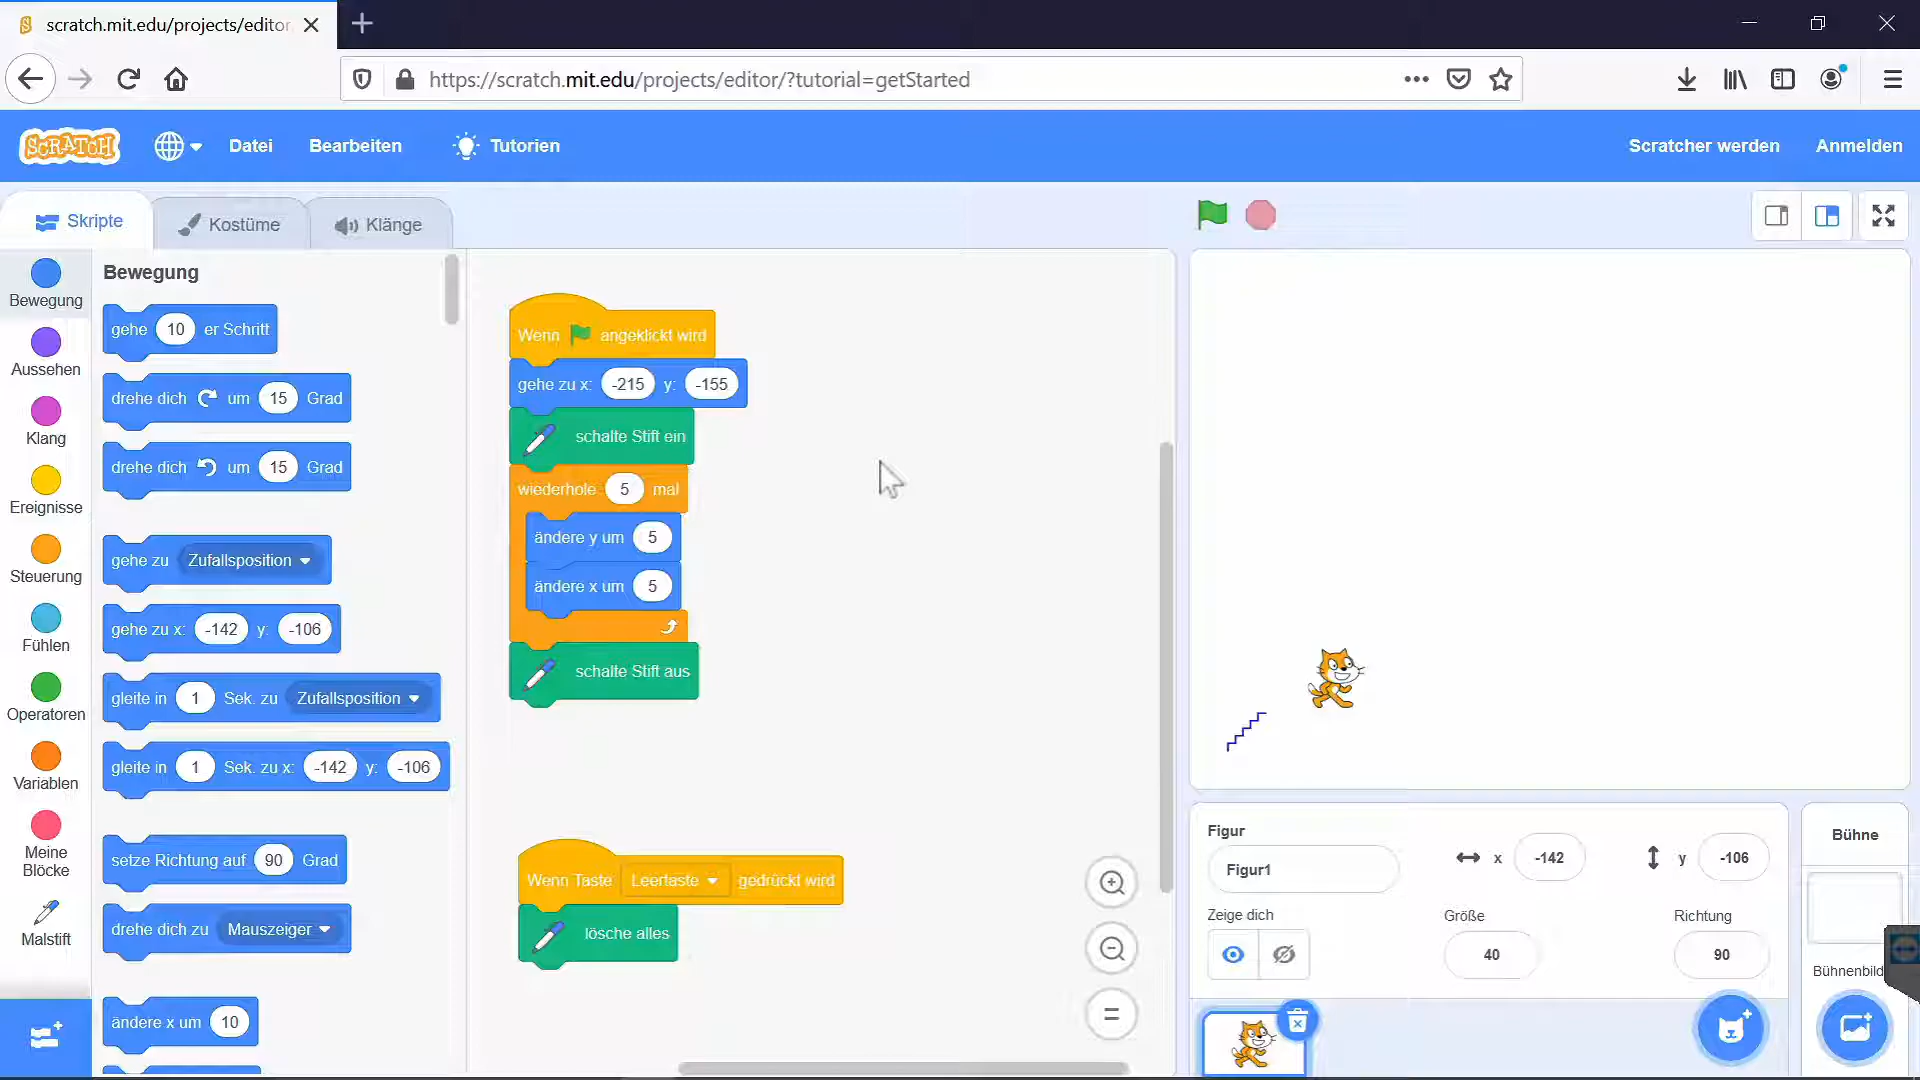 scratch.mit.edu/projects/editor
https://scratch.mit.edu/projects/editor/?tutorial=getStarted
SCRATCH
Datei
Bearbeiten
Tutorien
Scratcher werden
Anmelden
Skripte
Kostüme
Klänge
Bewegung
Aussehen
Klang
Ereignisse
Steuerung
Fühlen
Operatoren
Variablen
Meine
Blöcke
Malstift
Bewegung
gehe 10 er Schritt
drehe dich um 15 Grad
drehe dich um 15 Grad
gehe zu Zufallsposition
gehe zu x: -142 y: -106
gleite in 1 Sek. zu Zufallsposition
gleite in 1 Sek. zu x: -142 y: -106
setze Richtung auf 90 Grad
drehe dich zu Mauszeiger
ändere x um 10
Wenn angeklickt wird
gehe zu x: -215 y: -155
schalte Stift ein
wiederhole 5 mal
ändere y um 5
ändere x um 5
schalte Stift aus
Wenn Taste Leertaste gedrückt wird
lösche alles
Figur
Figur1
x -142
y -106
Zeige dich
Größe
40
Richtung
90
Bühne
Bühnenbild